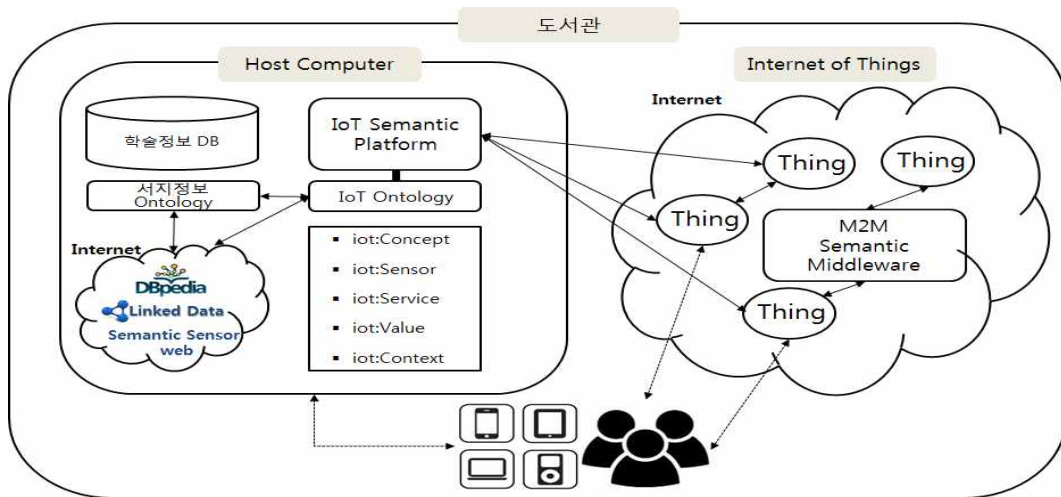 도서관
Host Computer
Internet of Things
학술정보 DB
IoT Semantic
Platform
서지정보
Ontology
IoT Ontology
Internet
DBpedia
Linked Data
Semantic Sensor
web
▪ iot:Concept
▪ iot:Sensor
▪ iot:Service
▪ iot:Value
▪ iot:Context
Internet
Thing
Thing
Thing
M2M
Semantic
Middleware
Thing